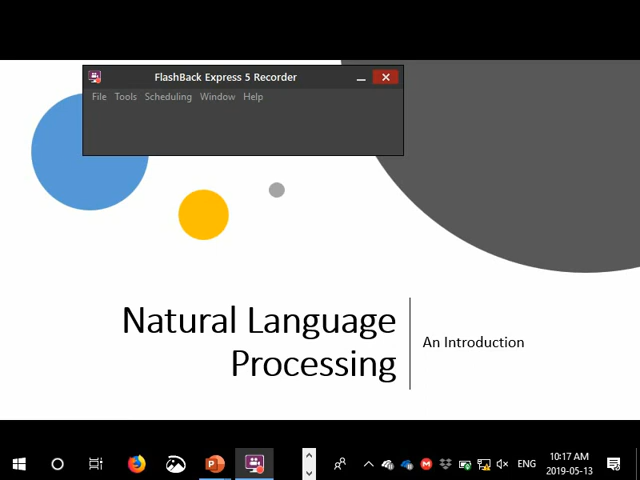 FlashBack Express 5 Recorder
File Tools Scheduling Window Help
Natural Language
Processing
An Introduction
ENG
10:17 AM
2019-05-13